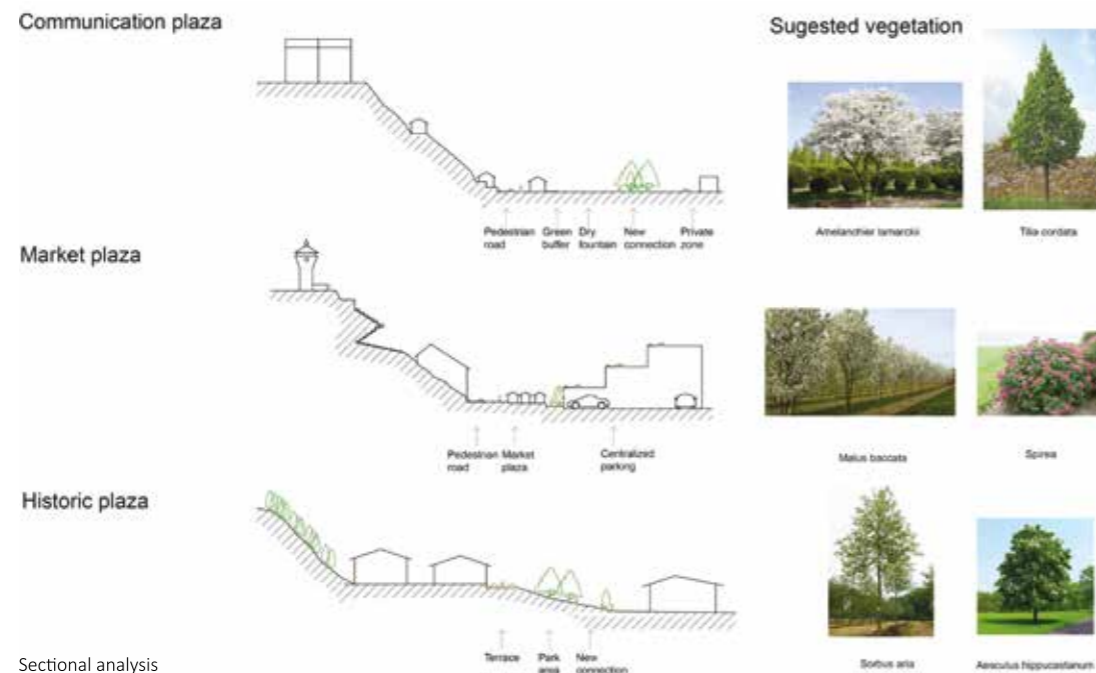 Communication plaza
Sugested vegetation
Pedestrian road
Green buffer
Dry fountain
New connection
Private zone
Amelanchier lamarckii
Tilia cordata
Market plaza
Pedestrian road
Market plaza
Centralized parking
Malus baccata
Spirea
Historic plaza
Terrace
Park area
New connection
Sorbus aria
Aesculus hippucastanum
Sectional analysis